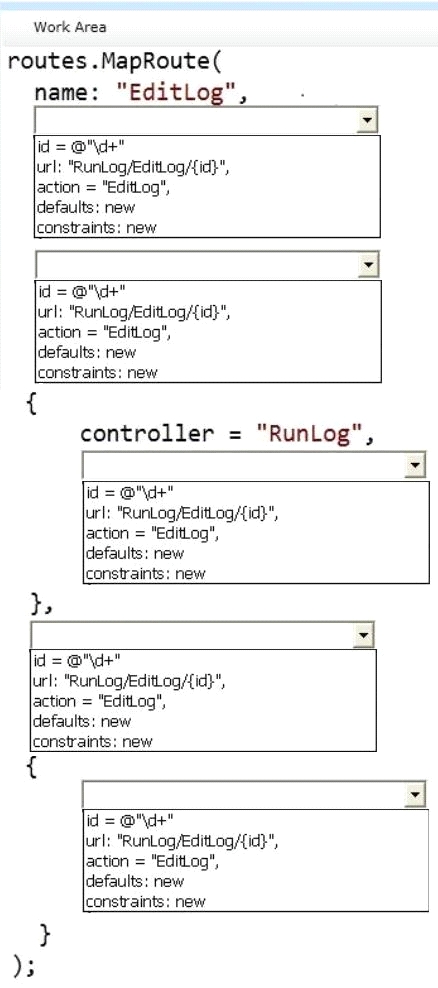 Work Area
routes.MapRoute(
name: "EditLog",
id = @"\d+"
url: "RunLog/EditLog/{id}",
action = "EditLog",
defaults: new
constraints: new
id = @"\d+"
url: "RunLog/EditLog/{id}",
action = "EditLog",
defaults: new
constraints: new
{
controller = "RunLog",
id = @"\d+"
url: "RunLog/EditLog/{id}",
action = "EditLog",
defaults: new
constraints: new
},
id = @"\d+"
url: "RunLog/EditLog/{id}",
action = "EditLog",
defaults: new
constraints: new
{
id = @"\d+"
url: "RunLog/EditLog/{id}",
action = "EditLog",
defaults: new
constraints: new
}
);